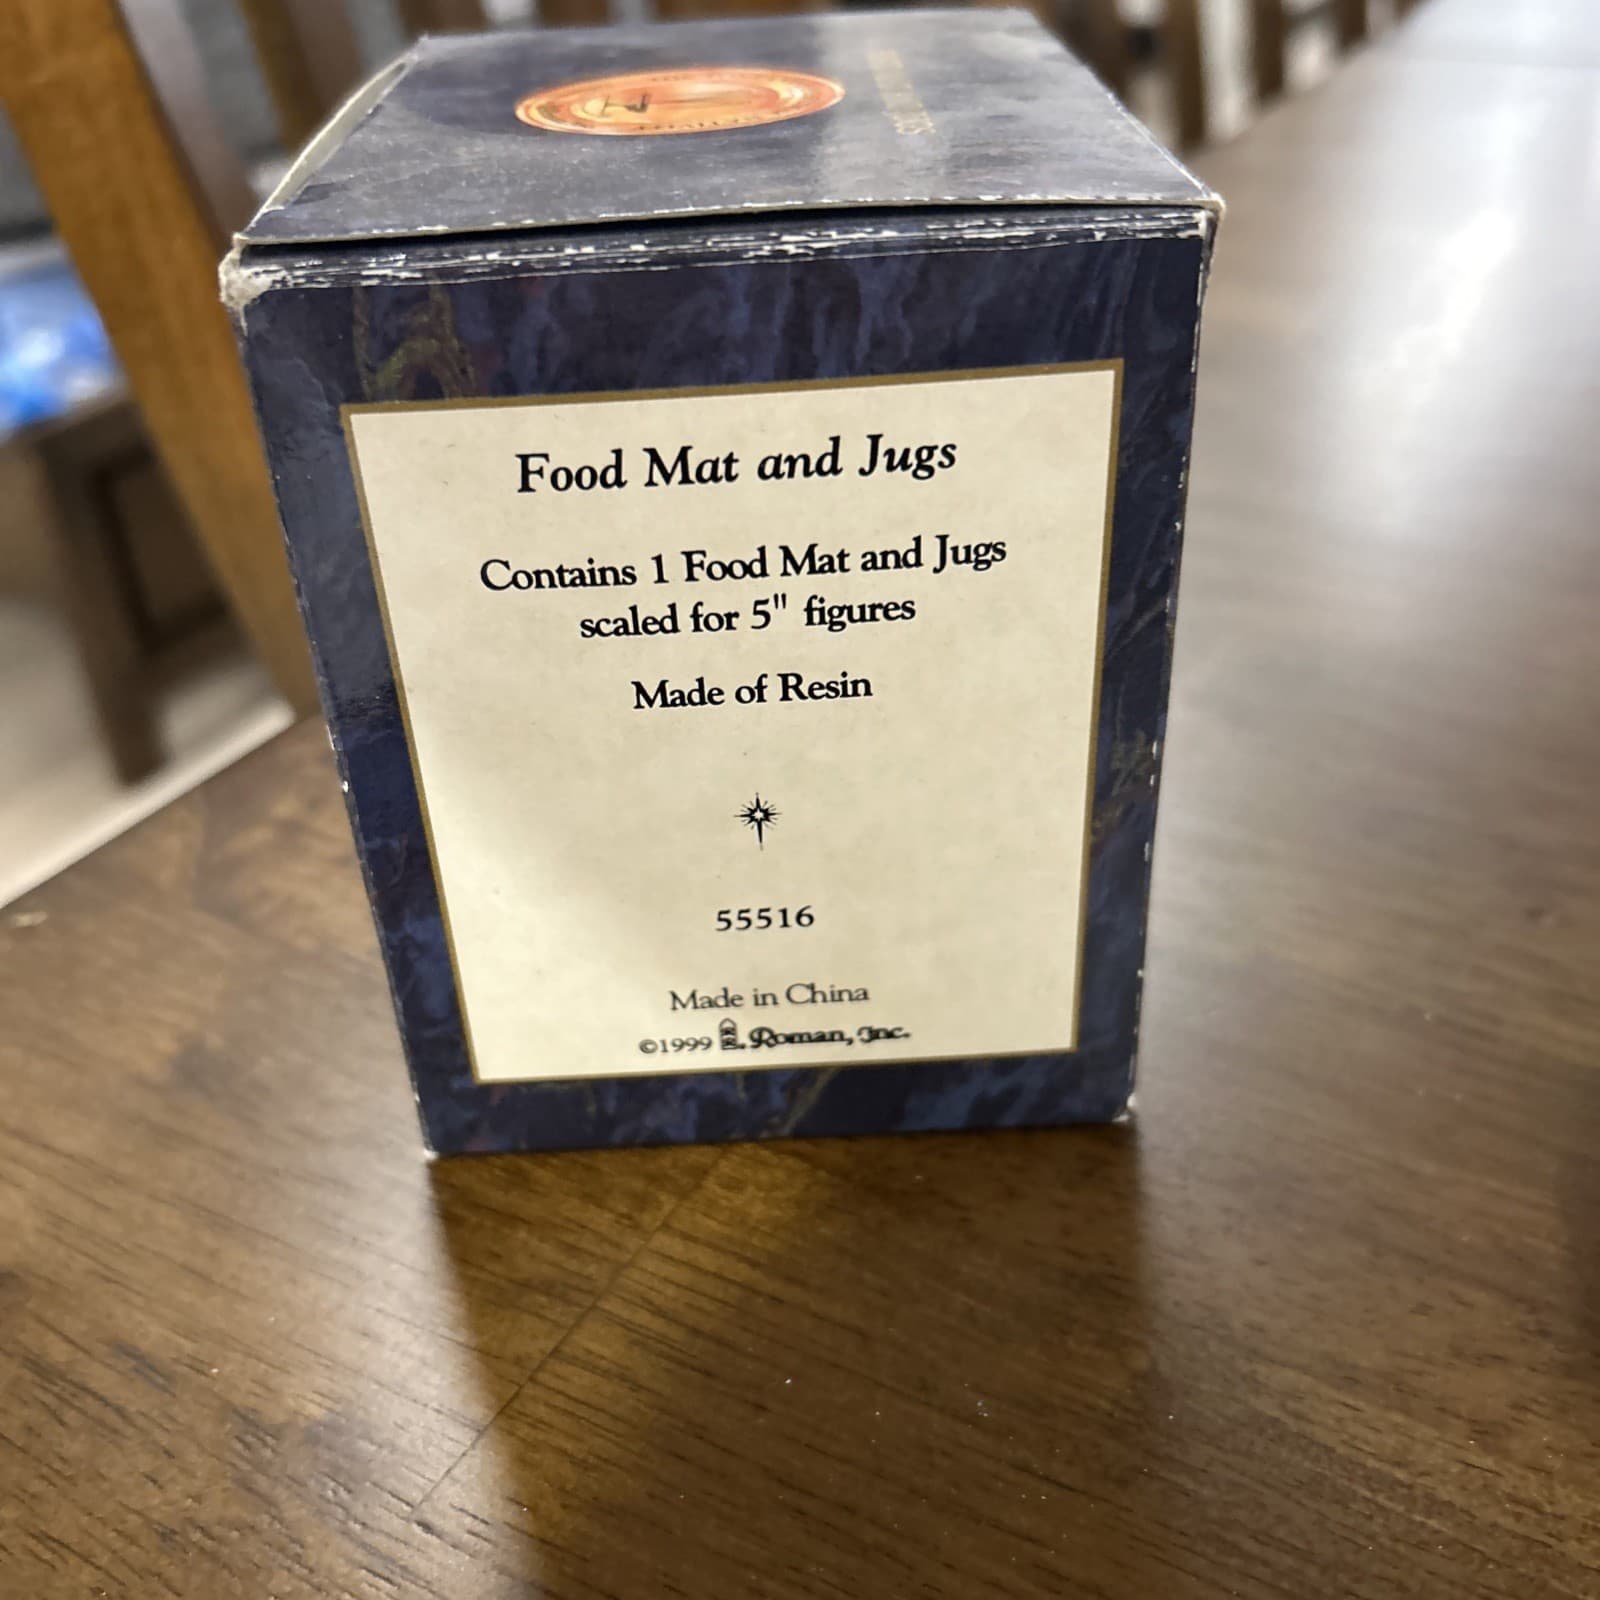 Food Mat and Jugs
Contains 1 Food Mat and Jugs
scaled for 5" figures
Made of Resin
55516
Made in China
©1999 Roman, Inc.